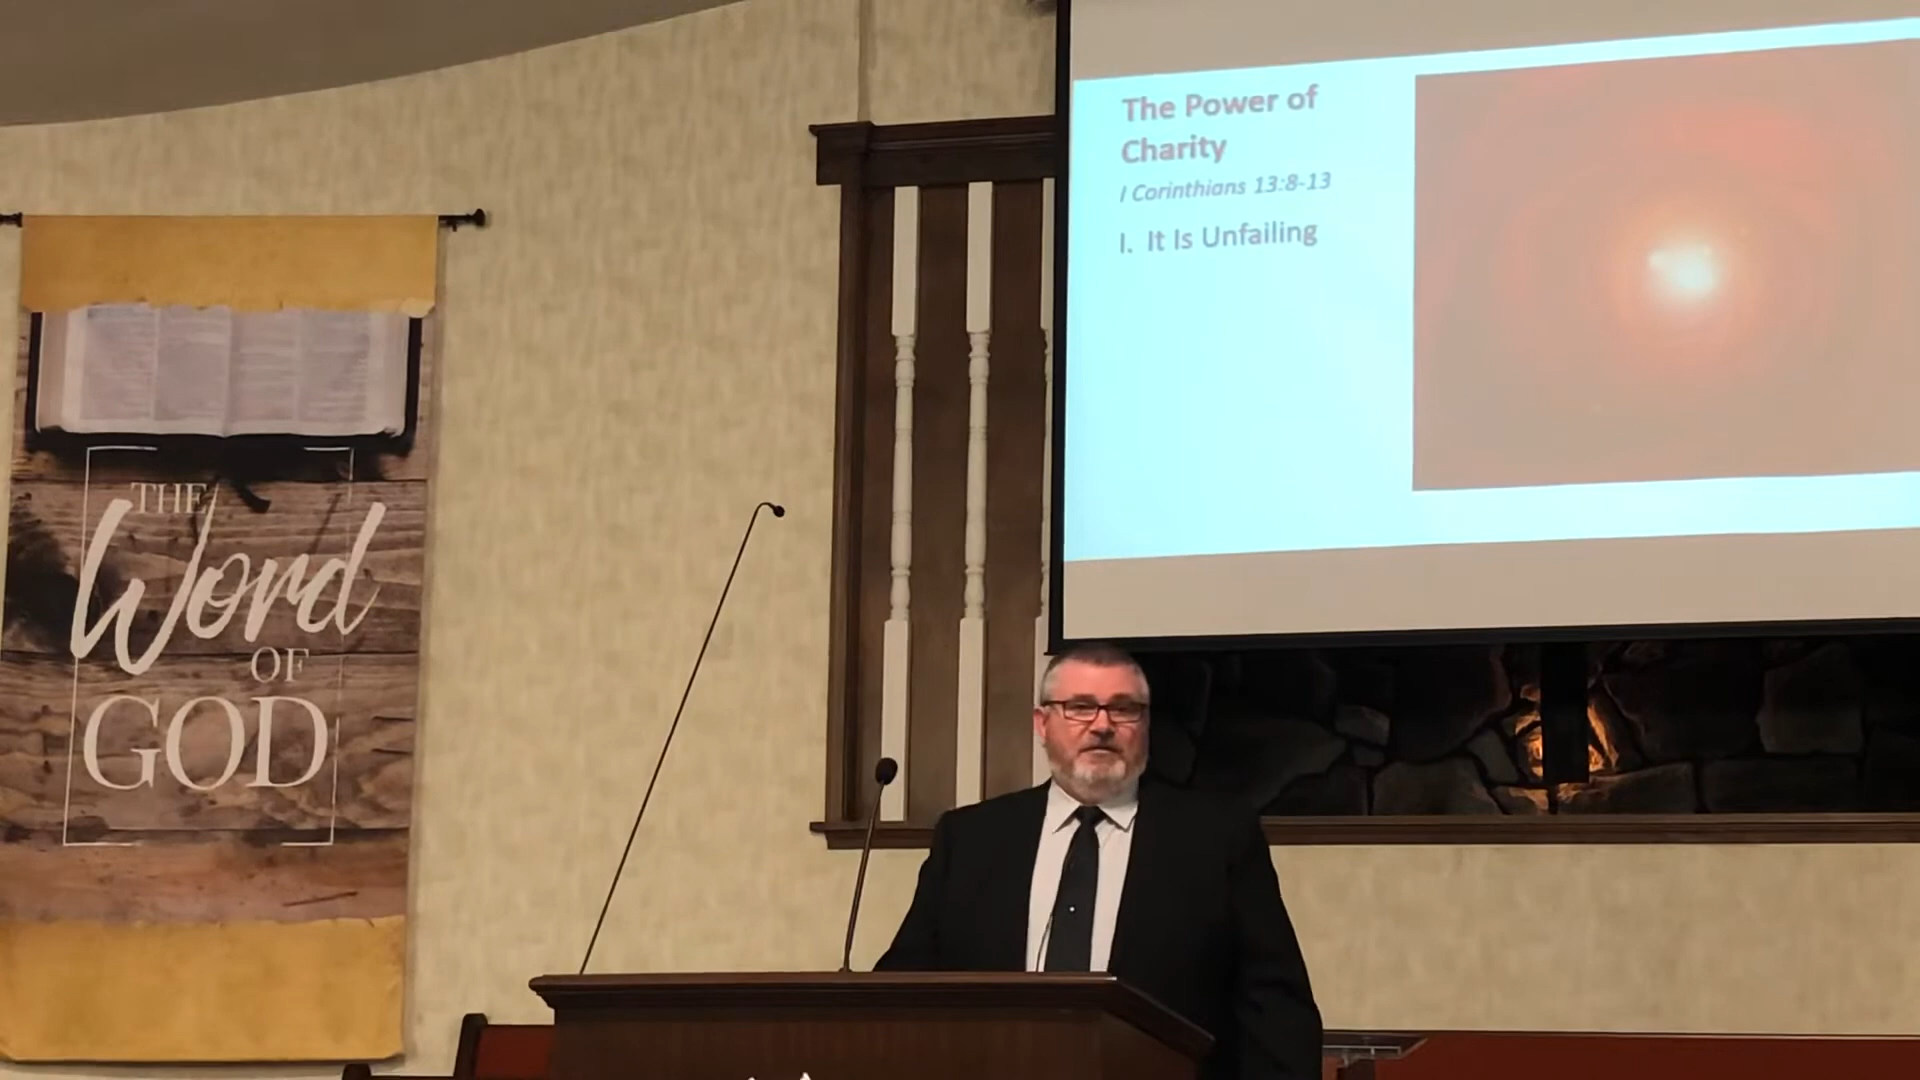 THE
Word
OF
GOD
The Power of
Charity
I Corinthians 13:8-13
I. It Is Unfailing